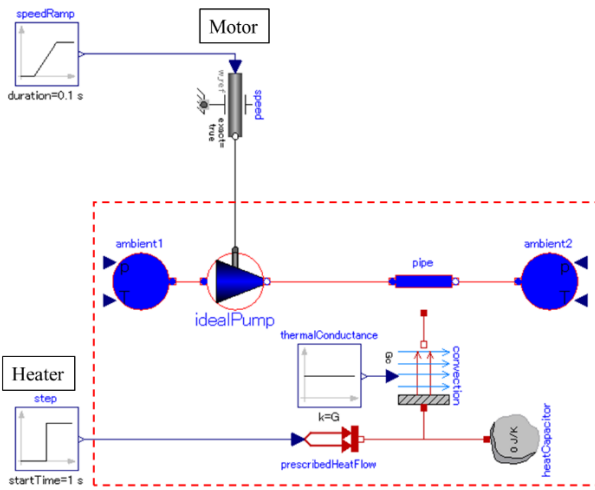 speedRamp
Motor
duration=0.1 s
w_ref
speed
exact=
true
ambient1
P
T
idealPump
pipe
ambient2
P
T
thermalConductance
Gc
convection
k=G
Heater
step
startTime=1 s
prescribedHeatFlow
0 J/K
heatCapacitor